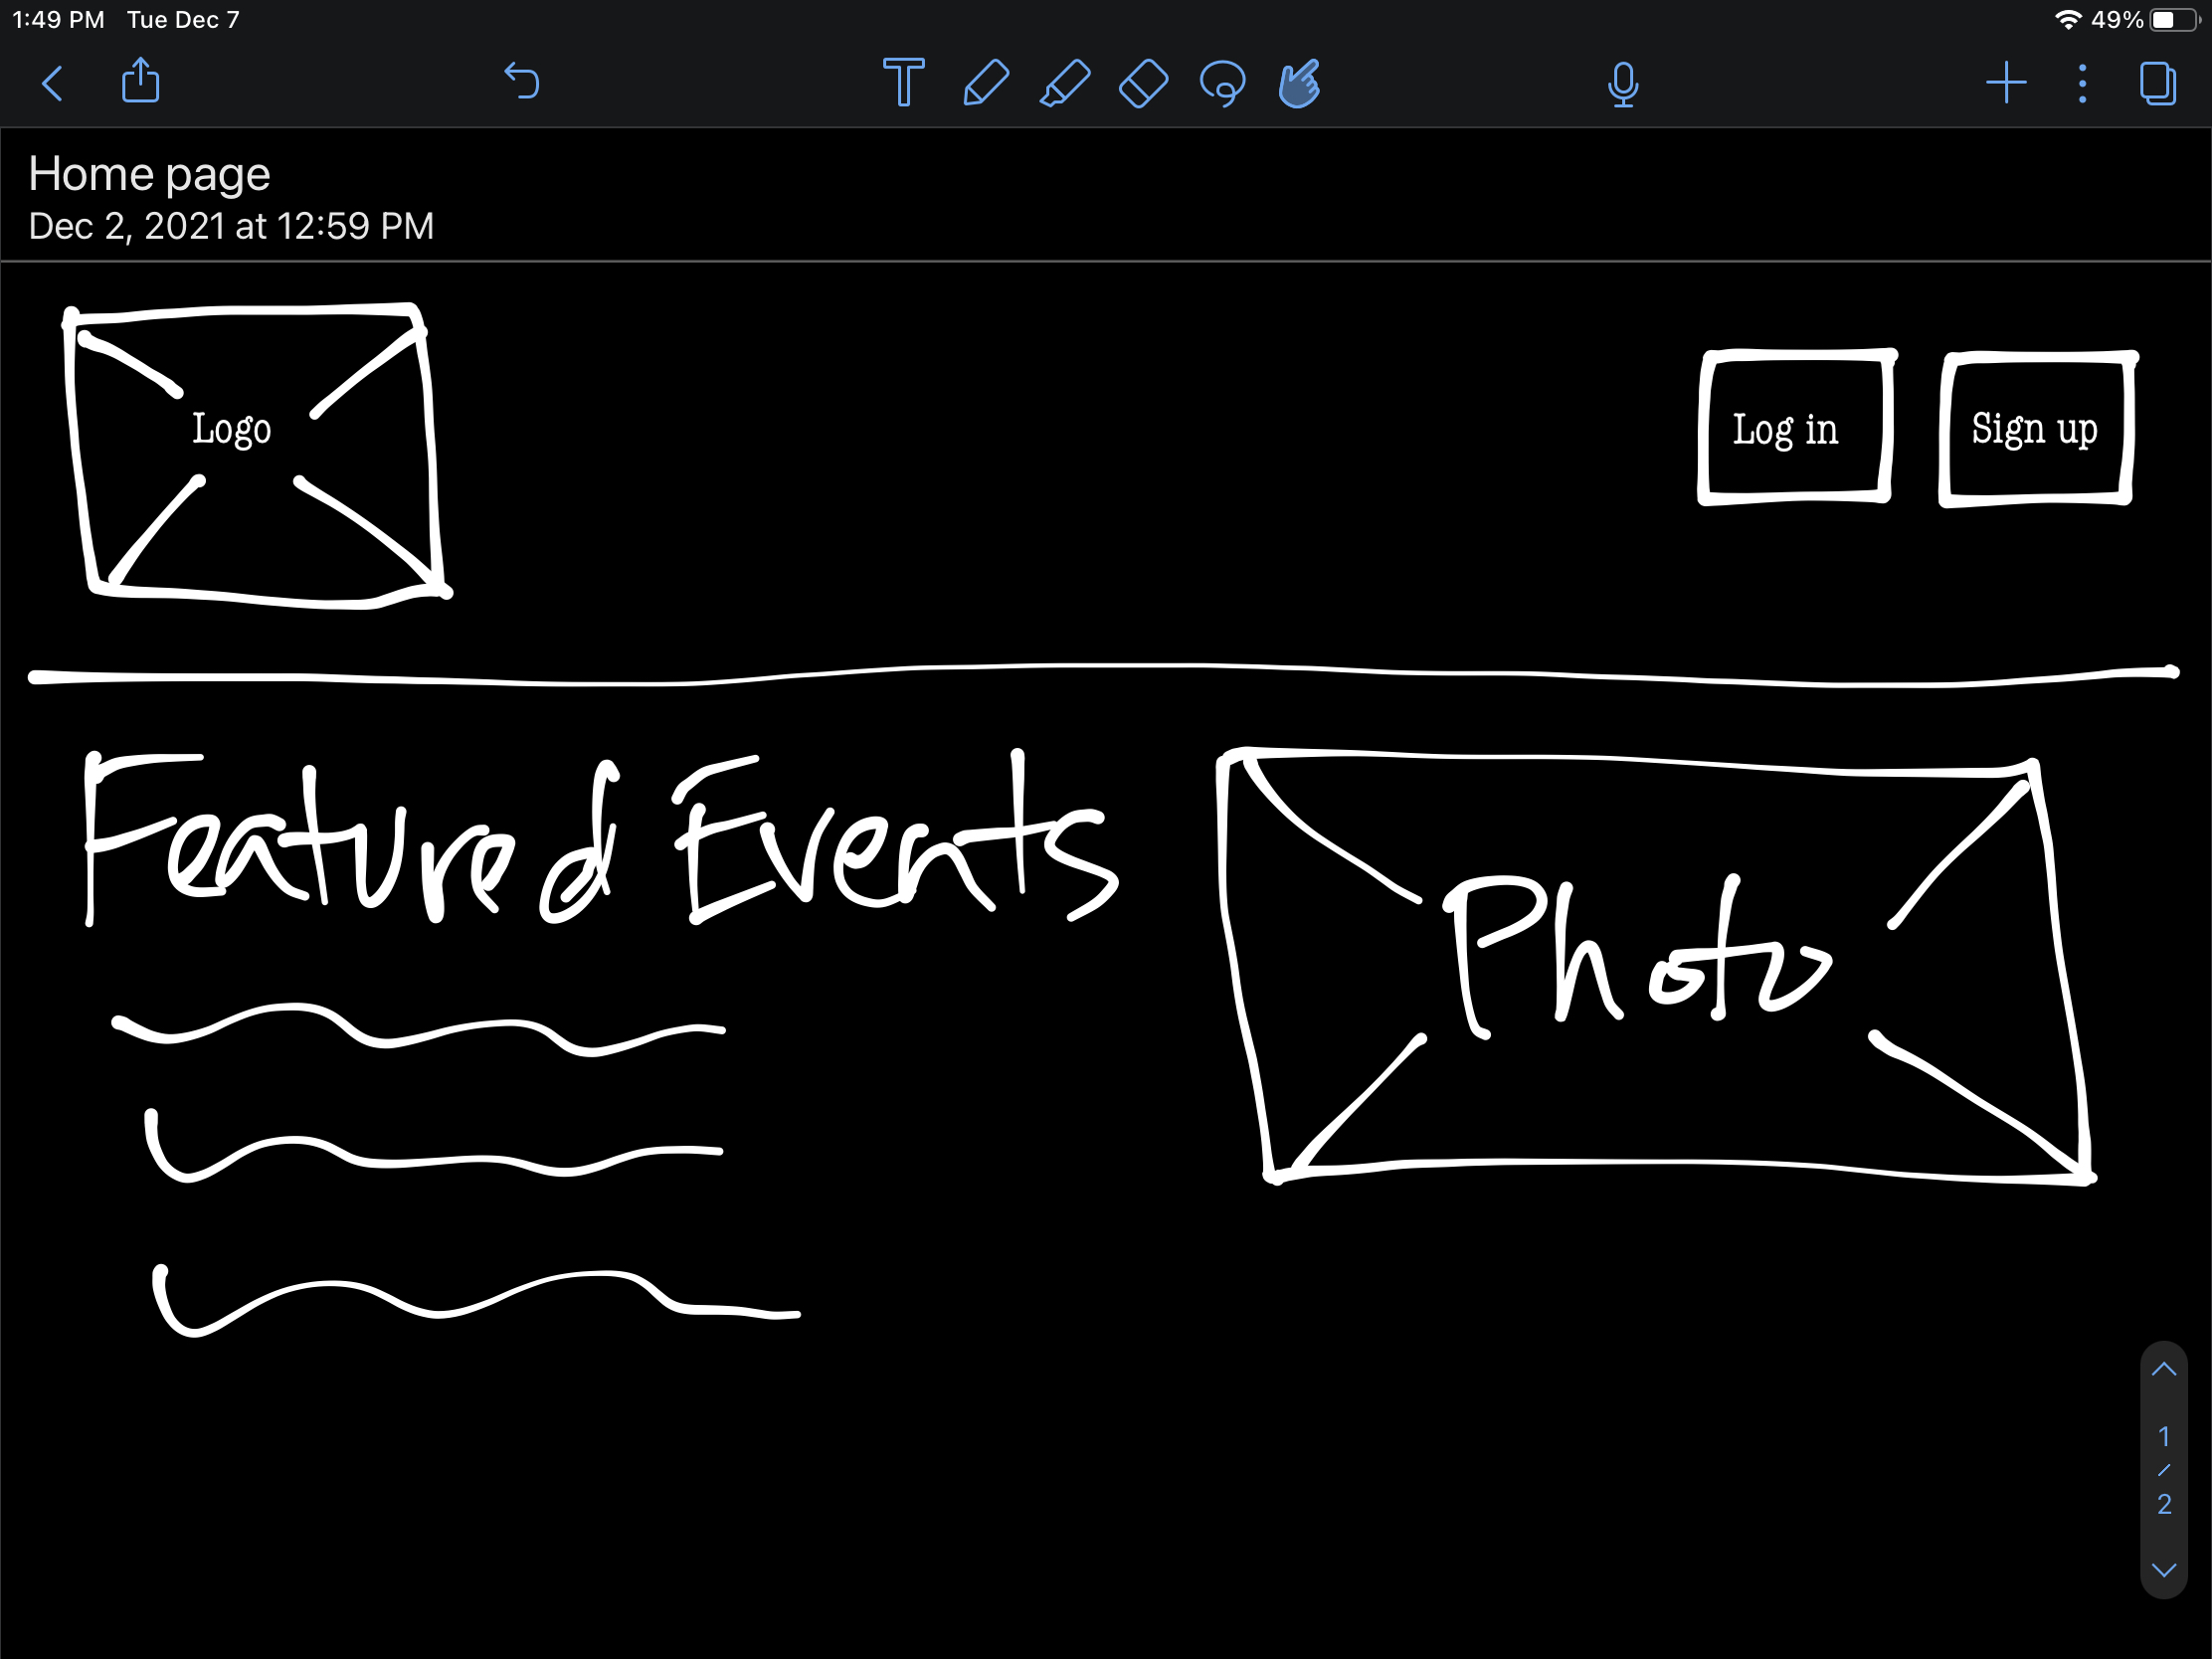 1:49 PM Tue Dec 7
49%
Home page
Dec 2, 2021 at 12:59 PM
Logo
Log in
Sign up
Featured Events
Photo
1
/
2